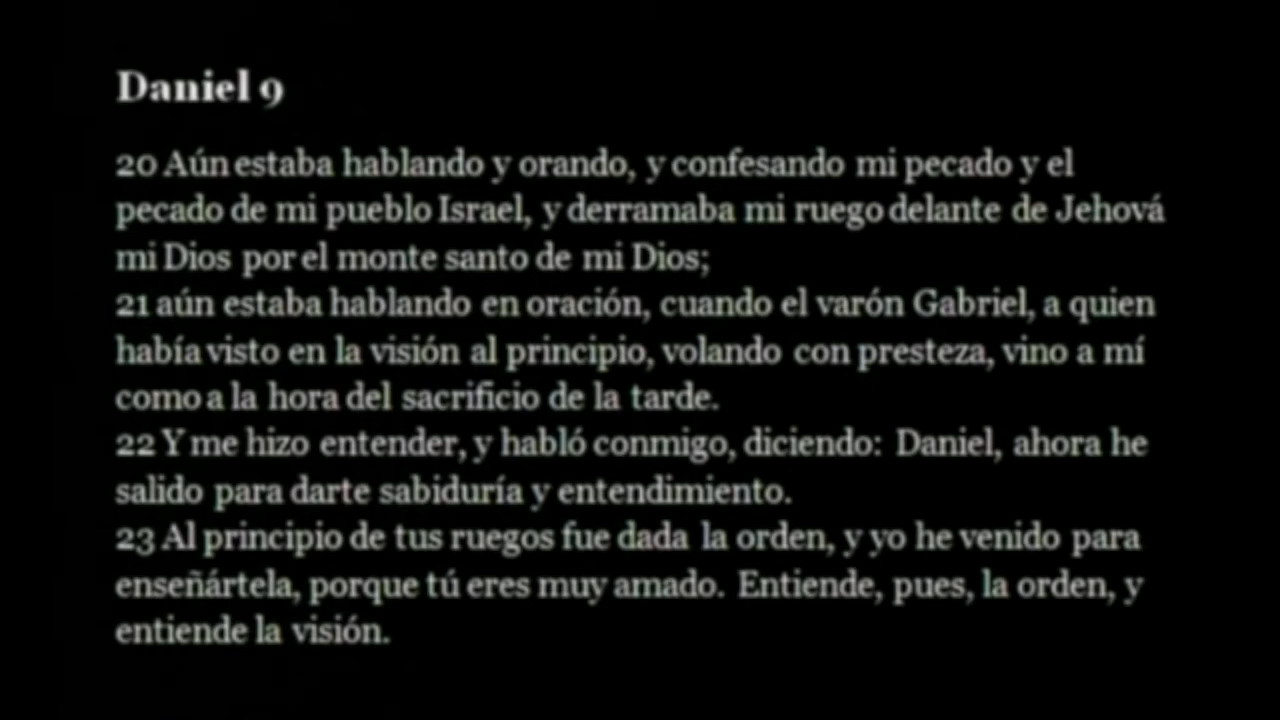 Daniel 9
20 Aún estaba hablando y orando, y confesando mi pecado y el
pecado de mi pueblo Israel, y derramaba mi ruego delante de Jehová
mi Dios por el monte santo de mi Dios;
21 aún estaba hablando en oración, cuando el varón Gabriel, a quien
había visto en la visión al principio, volando con presteza, vino a mí
como a la hora del sacrificio de la tarde.
22 Y me hizo entender, y habló conmigo, diciendo: Daniel, ahora he
salido para darte sabiduría y entendimiento.
23 Al principio de tus ruegos fue dada la orden, y yo he venido para
enseñártela, porque tú eres muy amado. Entiende, pues, la orden, y
entiende la visión.